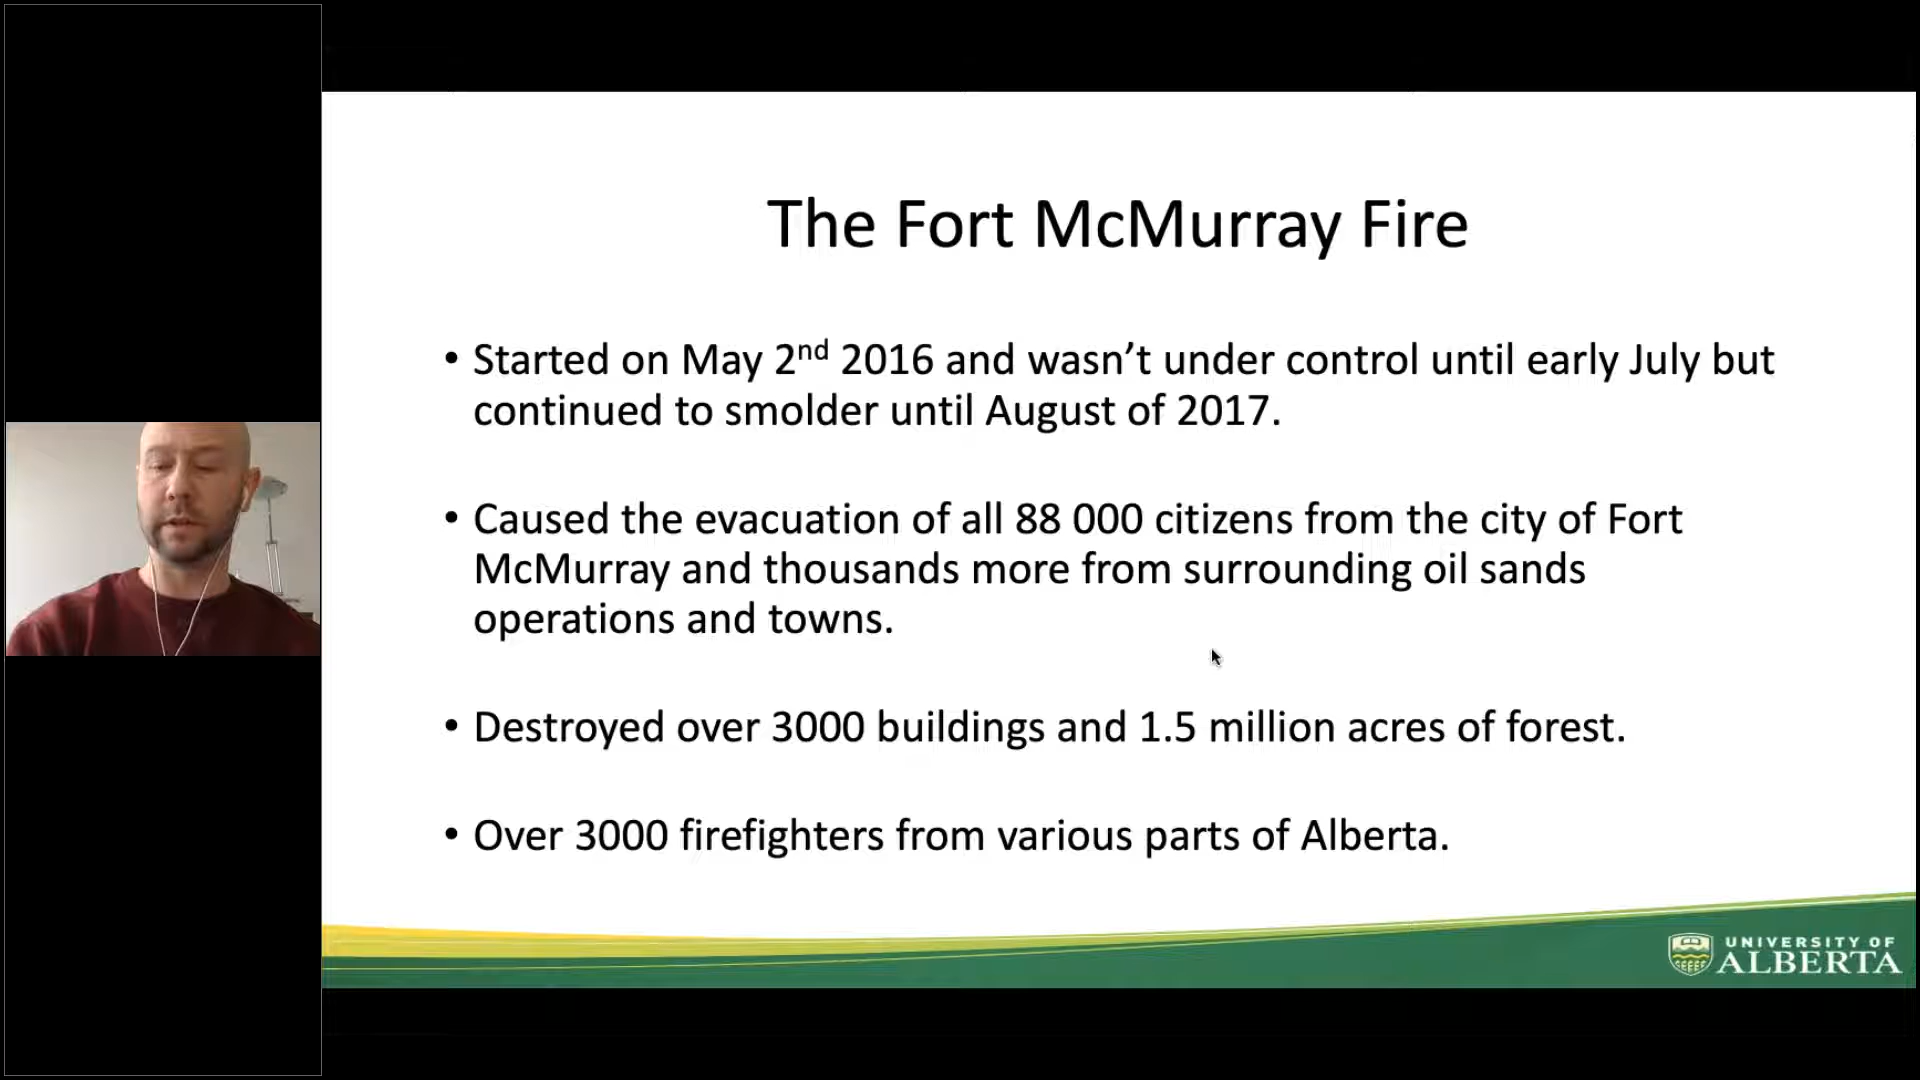 The Fort McMurray Fire
• Started on May 2nd 2016 and wasn’t under control until early July but
continued to smolder until August of 2017.
• Caused the evacuation of all 88 000 citizens from the city of Fort
McMurray and thousands more from surrounding oil sands
operations and towns.
• Destroyed over 3000 buildings and 1.5 million acres of forest.
• Over 3000 firefighters from various parts of Alberta.
UNIVERSITY OF
ALBERTA